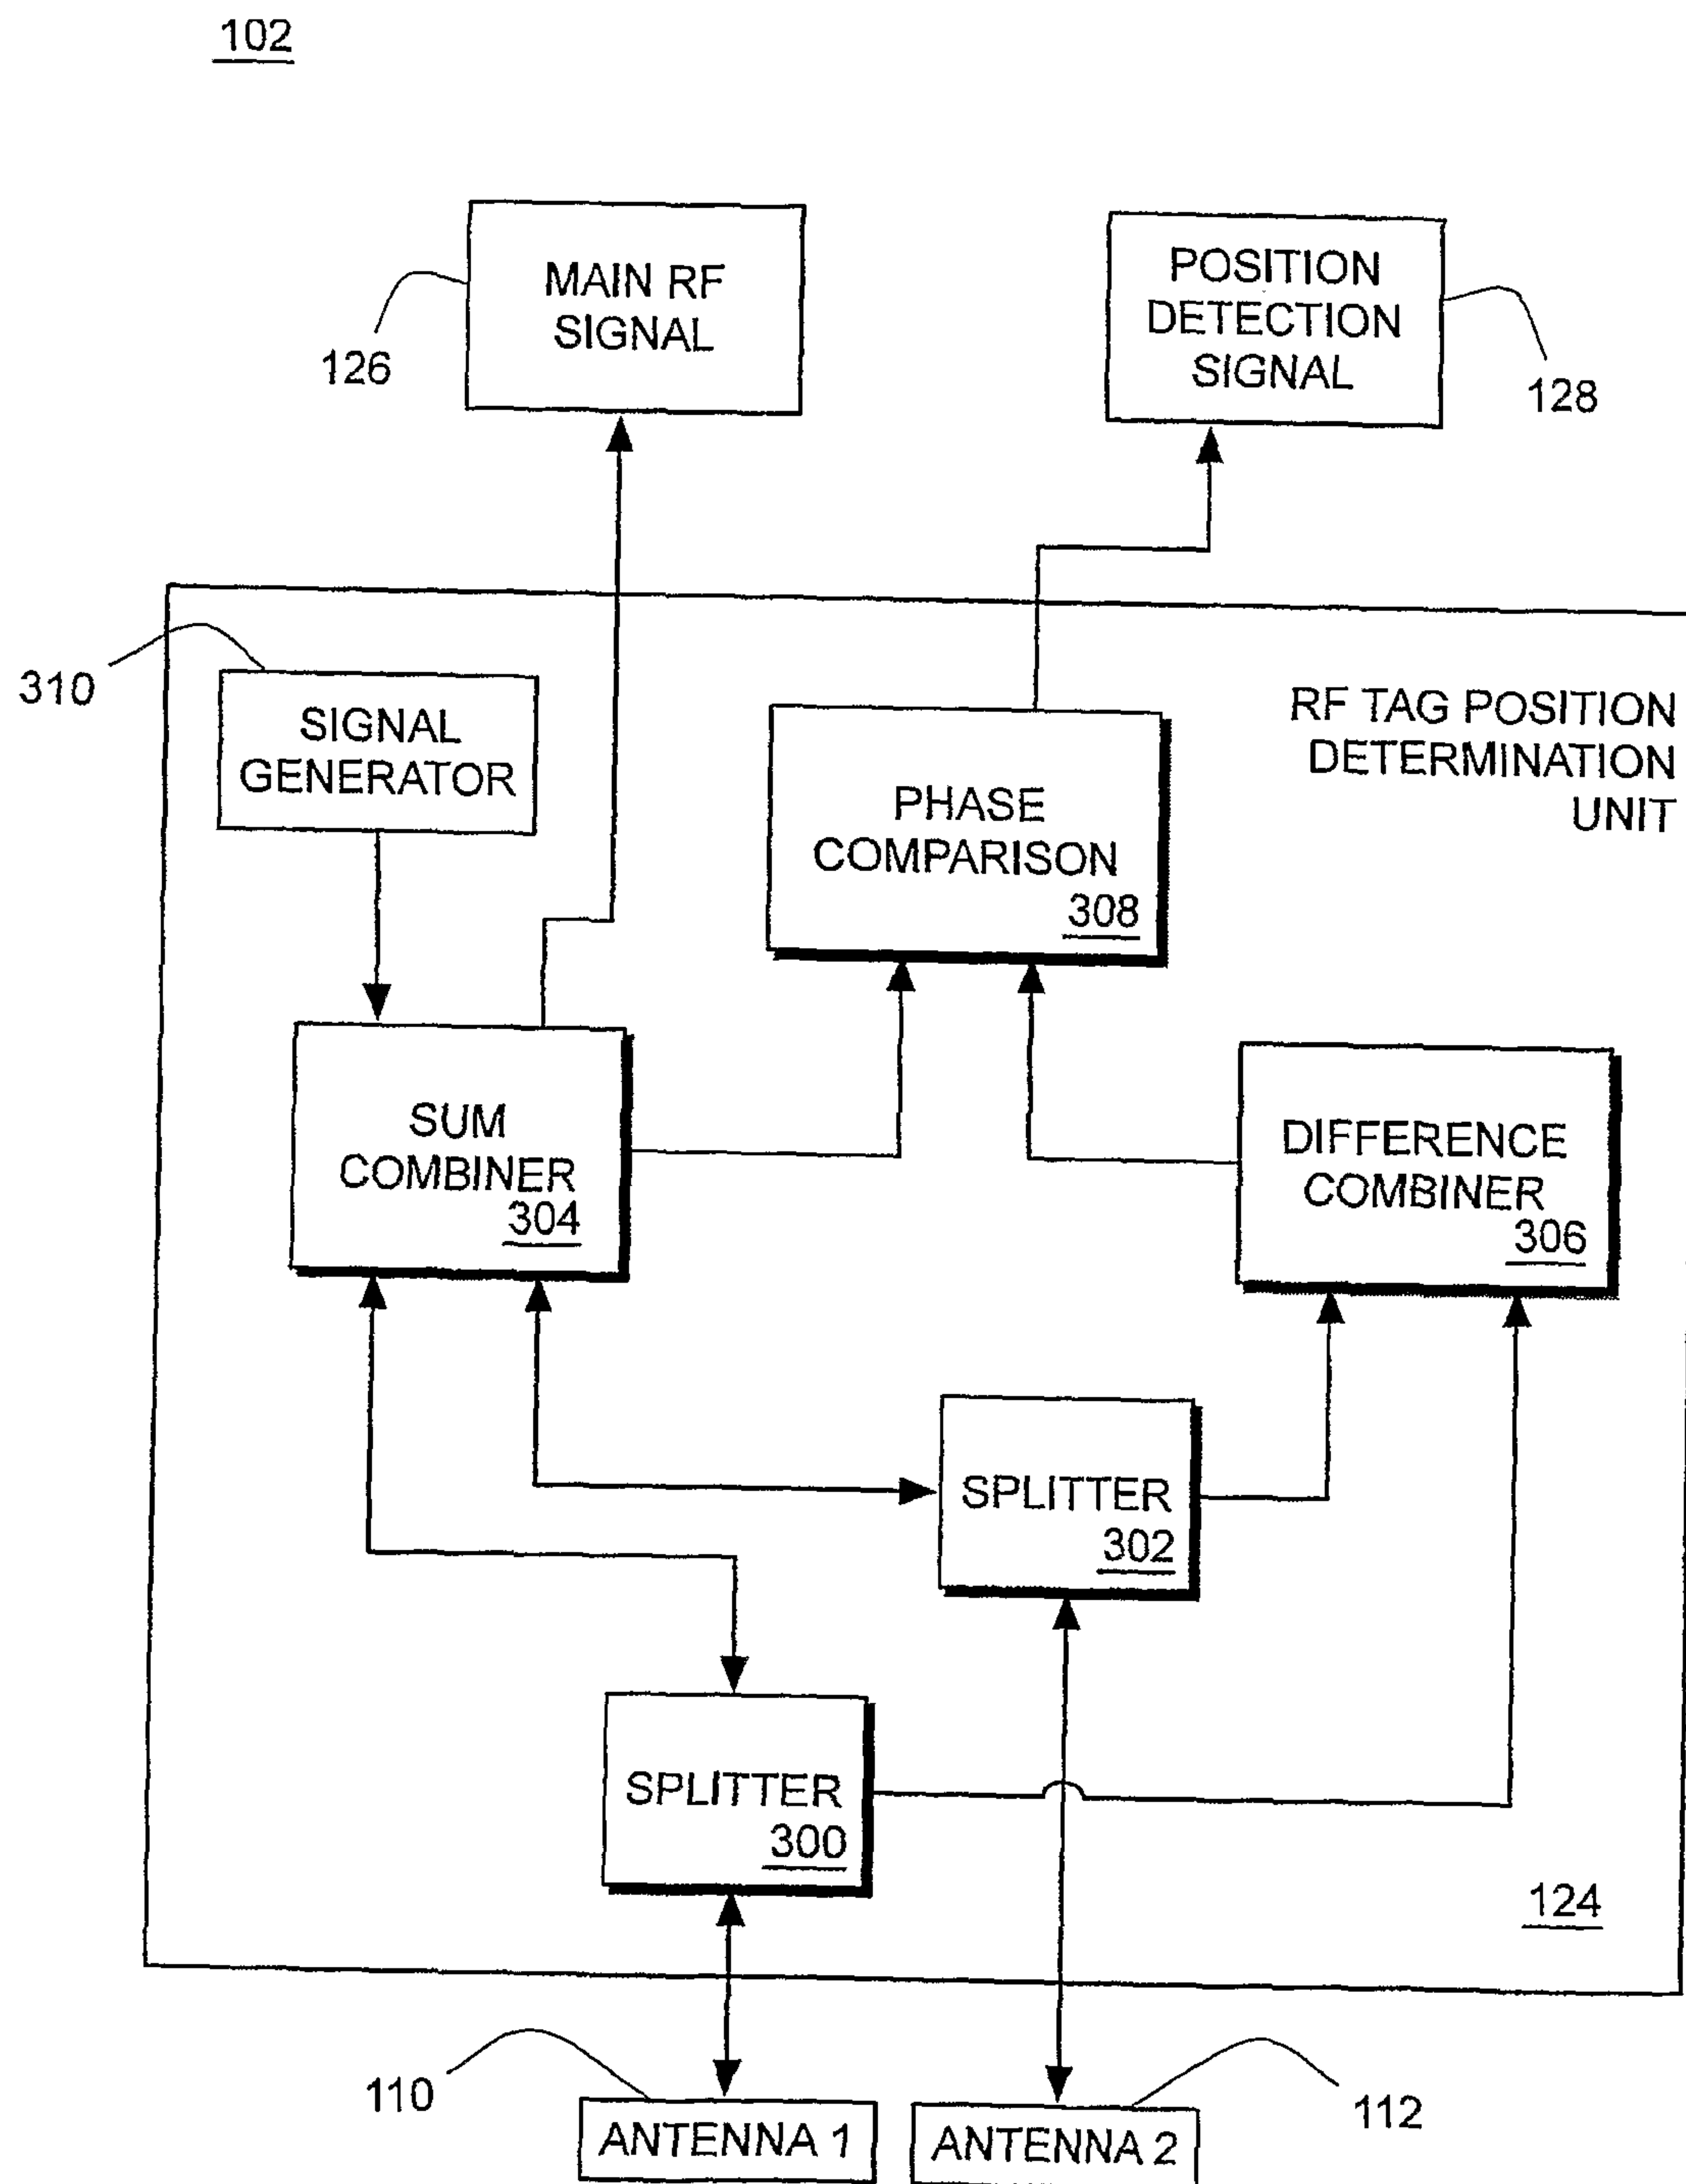 102
MAIN RF
SIGNAL
126
POSITION
DETECTION
SIGNAL
128
310
SIGNAL
GENERATOR
RF TAG POSITION
DETERMINATION
UNIT
PHASE
COMPARISON
308
SUM
COMBINER
304
DIFFERENCE
COMBINER
306
SPLITTER
302
SPLITTER
300
124
110
112
ANTENNA 1
ANTENNA 2